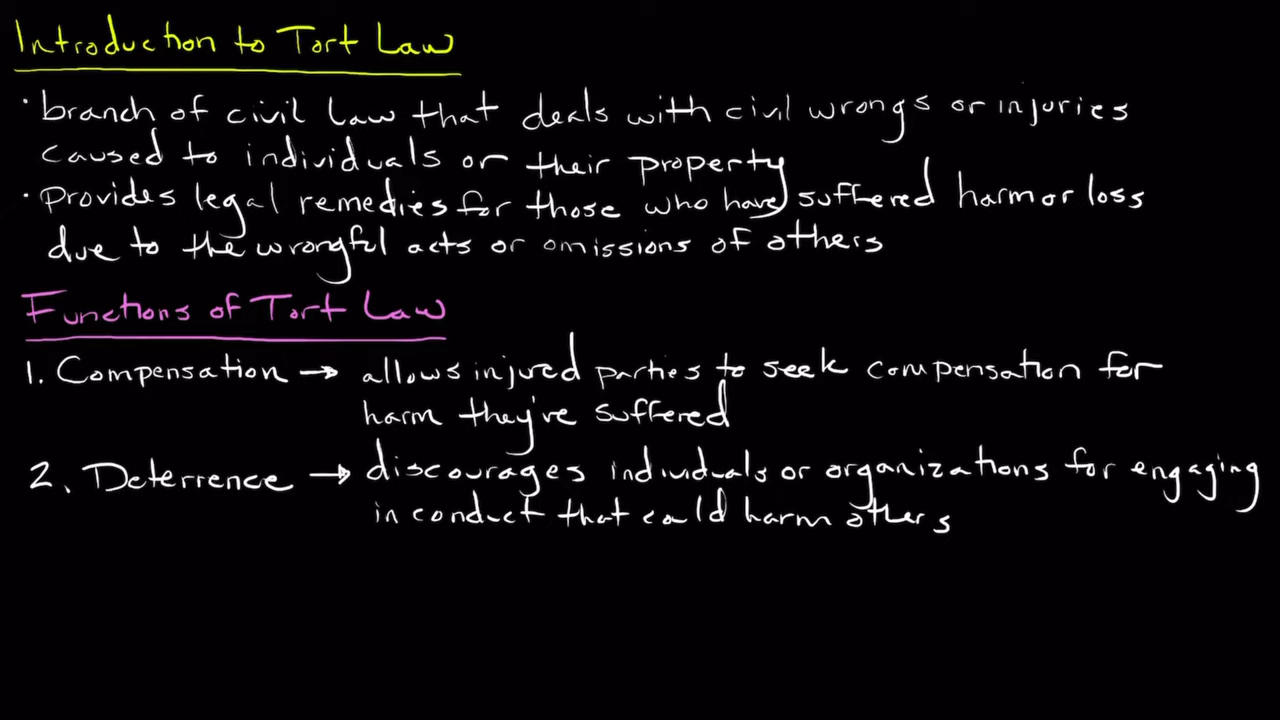 Introduction to Tort Law
· branch of civil law that deals with civil wrongs or injuries
caused to individuals or their property
· provides legal remedies for those who have suffered harm or loss
due to the wrongful acts or omissions of others
Functions of Tort Law
1. Compensation → allows injured parties to seek compensation for
harm they've suffered
2. Deterrence → discourages individuals or organizations for engaging
in conduct that could harm others